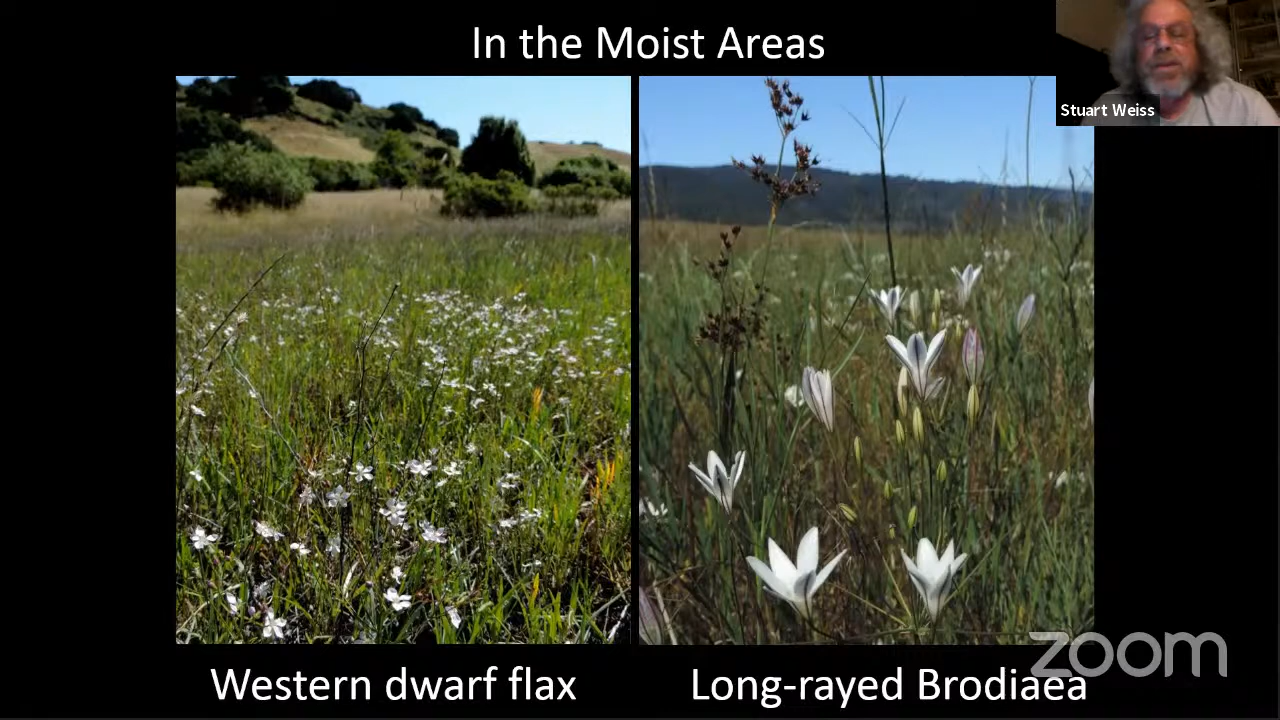 In the Moist Areas
Stuart Weiss
Western dwarf flax
Long-rayed Brodiaea
zoom